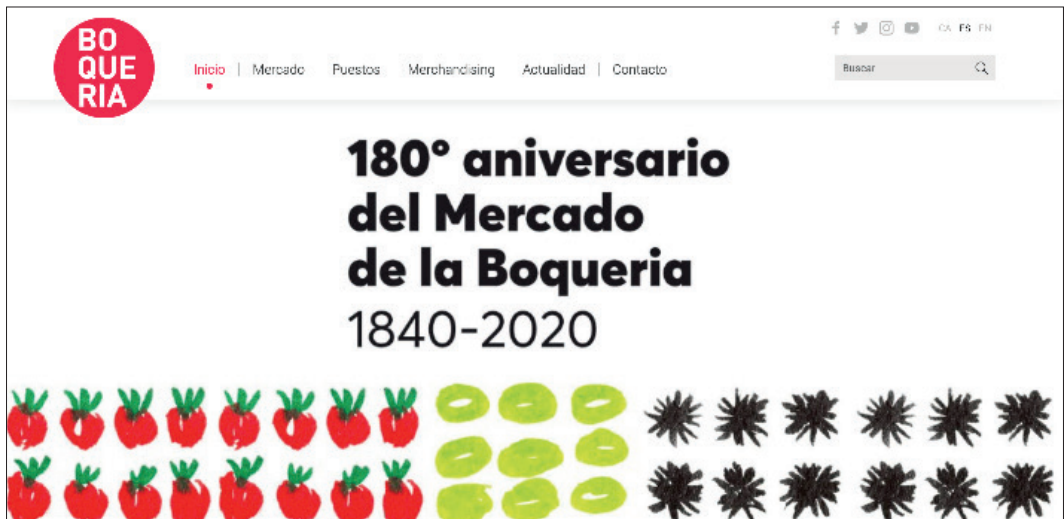 BO
QUE
RIA
CA ES EN
Inicio | Mercado Puestos Merchandising Actualidad | Contacto
Buscar
180º aniversario
del Mercado
de la Boqueria
1840-2020